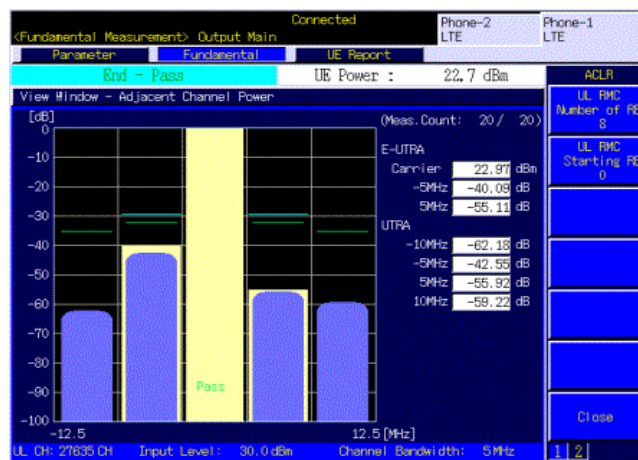 Connected
Phone-2
LTE
Phone-1
LTE
<Fundamental Measurement> Output Main
Parameter
Fundamental
UE Report
End - Pass
UE Power : 22.7 dBm
ACLR
View Window - Adjacent Channel Power
UL RMC
Number of RB
8
UL RMC
Starting RB
0
[dB]
(Meas.Count: 20/ 20)
0
-10
-20
-30
-40
-50
-60
-70
-80
-90
-100
E-UTRA
Carrier 22.97 dBm
-5MHz -40.09 dB
5MHz -55.11 dB
UTRA
-10MHz -62.18 dB
-5MHz -42.55 dB
5MHz -55.92 dB
10MHz -59.22 dB
Pass
-12.5
12.5[MHz]
Close
UL CH: 27635CH Input Level: 30.0dBm Channel Bandwidth: 5MHz
1 2